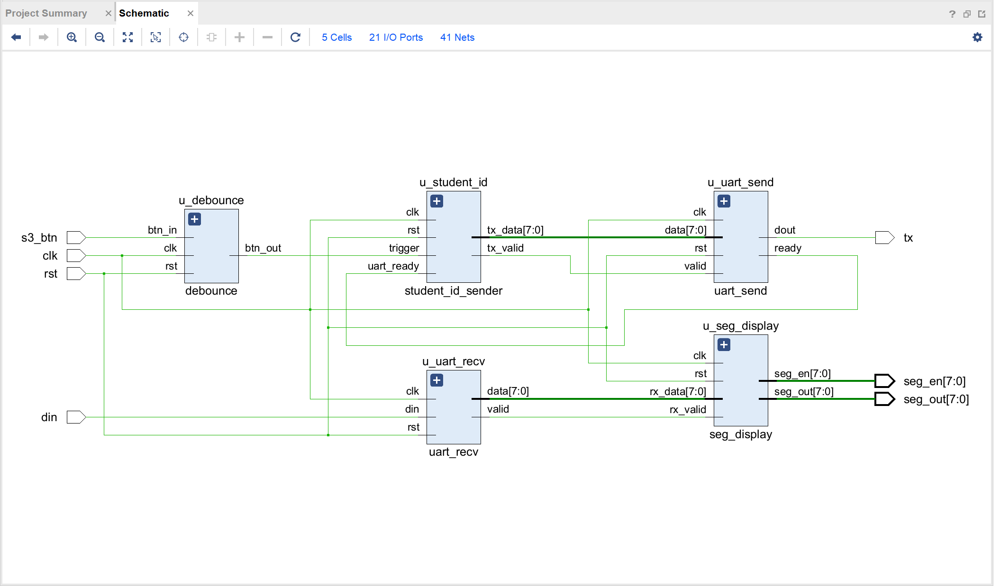 Project Summary
Schematic
?
5 Cells
21 I/O Ports
41 Nets
u_student_id
u_uart_send
u_debounce
clk
clk
s3_btn
btn_in
rst
tx_data[7:0]
data[7:0]
dout
tx
clk
clk
btn_out
trigger
tx_valid
rst
ready
rst
rst
uart_ready
valid
debounce
student_id_sender
uart_send
u_seg_display
u_uart_recv
clk
rst
seg_en[7:0]
seg_en[7:0]
clk
data[7:0]
rx_data[7:0]
seg_out[7:0]
seg_out[7:0]
din
din
valid
rx_valid
rst
seg_display
uart_recv